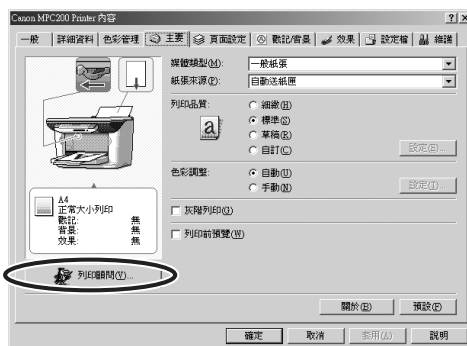 Canon MPC200 Printer 內容
一般 詳細資料 色彩管理 主要 頁面設定 戳記/背景 效果 設定檔 維護
媒體類型(M): 一般紙張
紙張來源(P): 自動送紙匣
列印品質: 細緻(H)
標準(S)
草稿(R)
自訂(C) 設定(E)...
色彩調整: 自動(U)
手動(N) 設定(T)...
灰階列印(G)
列印前預覽(W)
A4
正常大小列印
戳記: 無
背景: 無
效果: 無
列印顧問(V)...
關於(B) 預設(F)
確定 取消 套用(A) 說明